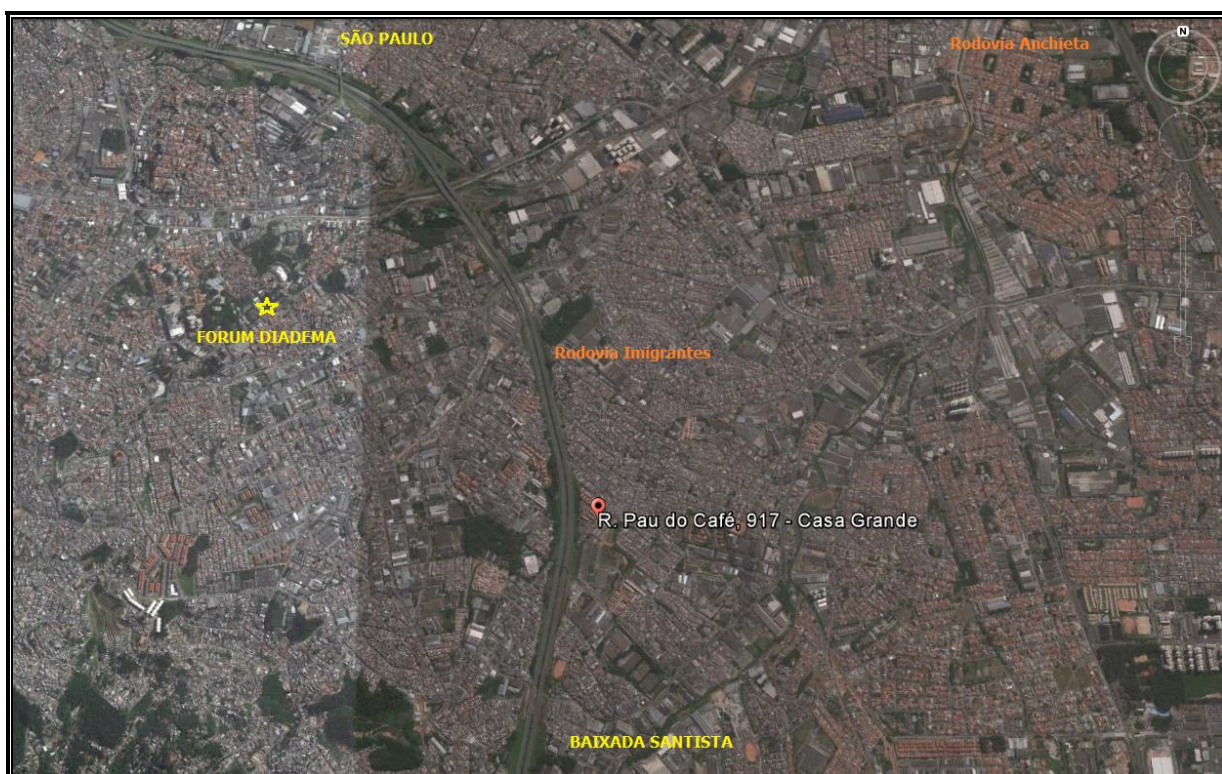 SÃO PAULO
Rodovia Anchieta
N
FORUM DIADEMA
Rodovia Imigrantes
R. Pau do Café, 917 - Casa Grande
BAIXADA SANTISTA